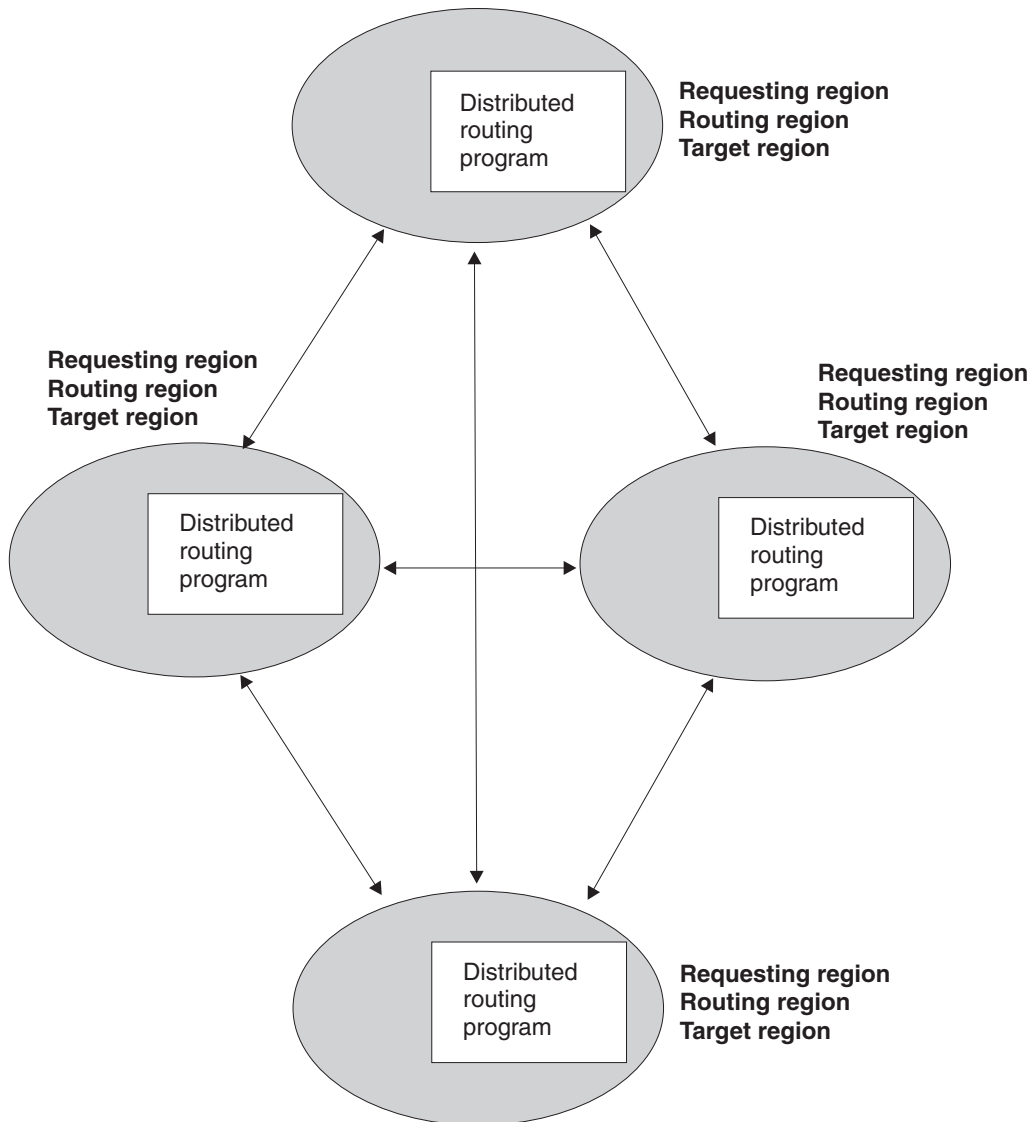 Distributed
routing
program
Requesting region
Routing region
Target region
Requesting region
Routing region
Target region
Distributed
routing
program
Requesting region
Routing region
Target region
Distributed
routing
program
Distributed
routing
program
Requesting region
Routing region
Target region